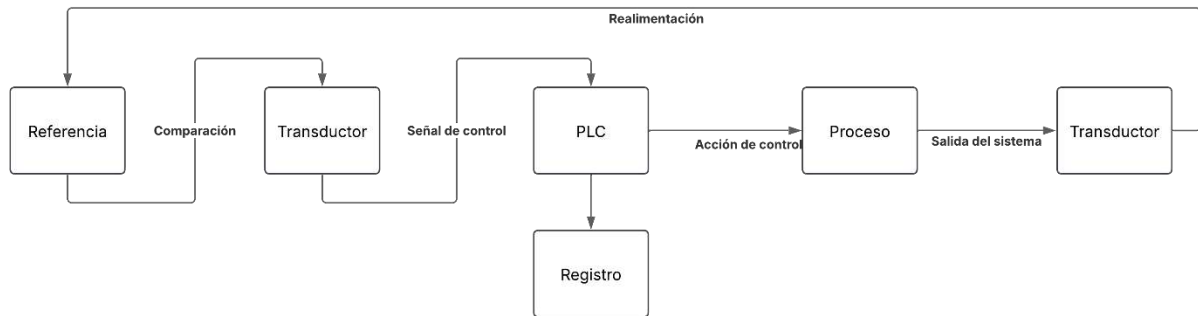 Realimentación
Referencia
Comparación
Transductor
Señal de control
PLC
Acción de control
Proceso
Salida del sistema
Transductor
Registro